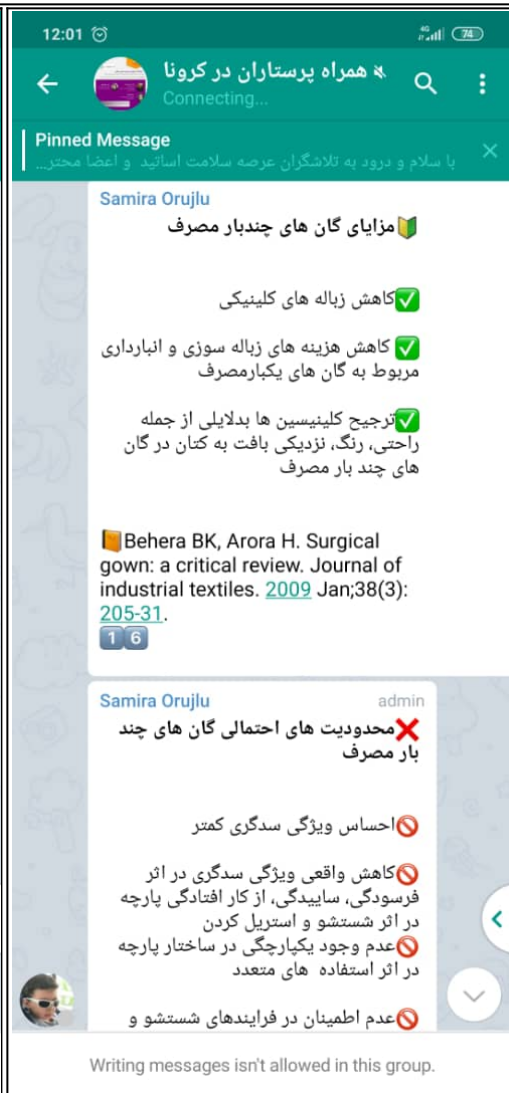 12:01
4G
74
همراه پرستاران در کرونا
Connecting...
Pinned Message
با سلام و درود به تلاشگران عرصه سلامت اساتید و اعضا محتر...
Samira Orujlu
🔰مزایای گان های چندبار مصرف
✅کاهش زباله های کلینیکی
✅ کاهش هزینه های زباله سوزی و انبارداری
مربوط به گان های یکبارمصرف
✅ترجیح کلینیسین ها بدلایلی از جمله
راحتی، رنگ، نزدیکی بافت به کتان در گان
های چند بار مصرف
📙Behera BK, Arora H. Surgical
gown: a critical review. Journal of
industrial textiles. 2009 Jan;38(3):
205-31.
1️⃣6️⃣
Samira Orujlu admin
❌محدودیت های احتمالی گان های چند
بار مصرف
🚫احساس ویژگی سدگری کمتر
🚫کاهش واقعی ویژگی سدگری در اثر
فرسودگی، ساییدگی، از کار افتادگی پارچه
در اثر شستشو و استریل کردن
🚫عدم وجود یکپارچگی در ساختار پارچه
در اثر استفاده های متعدد
🚫عدم اطمینان در فرایندهای شستشو و
Writing messages isn't allowed in this group.